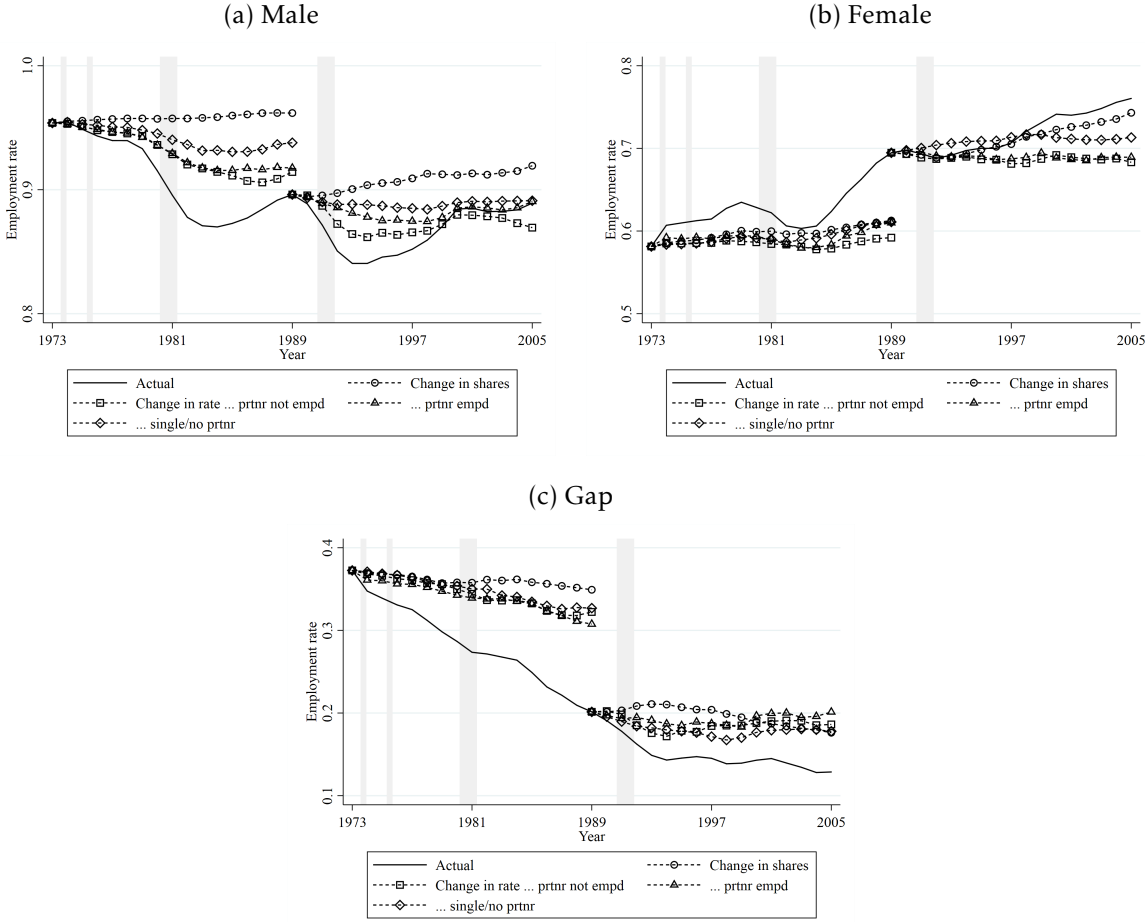 (a) Male
(b) Female
1.0
0.9
0.8
Employment rate
1973 1981 1989 1997 2005
Year
Actual
Change in shares
Change in rate ... prtnr not empd
... prtnr empd
... single/no prtnr
0.8
0.7
0.6
0.5
Employment rate
1973 1981 1989 1997 2005
Year
Actual
Change in shares
Change in rate ... prtnr not empd
... prtnr empd
... single/no prtnr
(c) Gap
0.4
0.3
0.2
0.1
Employment rate
1973 1981 1989 1997 2005
Year
Actual
Change in shares
Change in rate ... prtnr not empd
... prtnr empd
... single/no prtnr